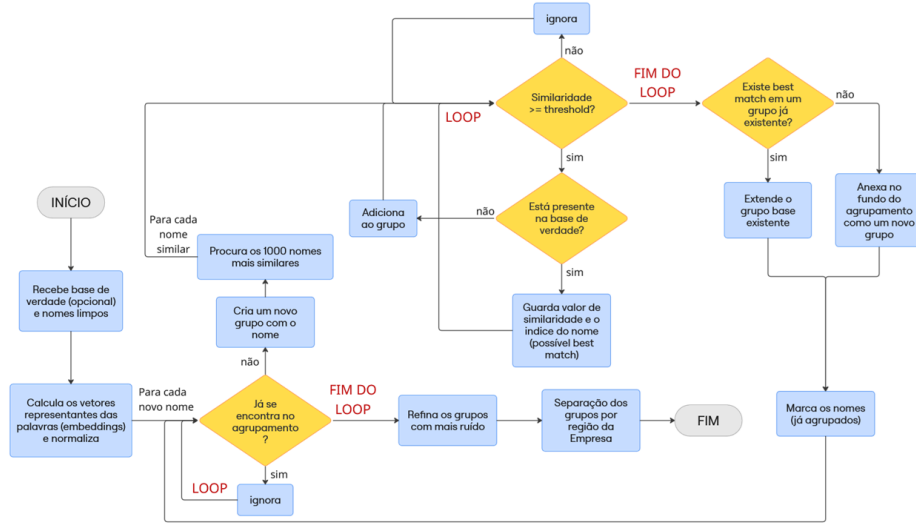 ignora
não
FIM DO
LOOP
Similaridade
>= threshold?
Existe best
match em um
grupo já
existente?
não
LOOP
sim
sim
Anexa no
fundo do
agrupamento
como um novo
grupo
Extende o
grupo base
existente
INÍCIO
Para cada
nome
similar
Adiciona
ao grupo
não
Está presente
na base de
verdade?
Procura os 1000 nomes
mais similares
sim
Recebe base de
verdade (opcional)
e nomes limpos
Cria um novo
grupo com o
nome
Guarda valor de
similaridade e o
indice do nome
(possível best
match)
não
Para cada
novo nome
Calcula os vetores
representantes das
palavras (embeddings)
e normaliza
Já se
encontra no
agrupamento
?
FIM DO
LOOP
Refina os grupos
com mais ruído
Separação dos
grupos por
região da
Empresa
FIM
Marca os nomes
(já agrupados)
sim
LOOP
ignora